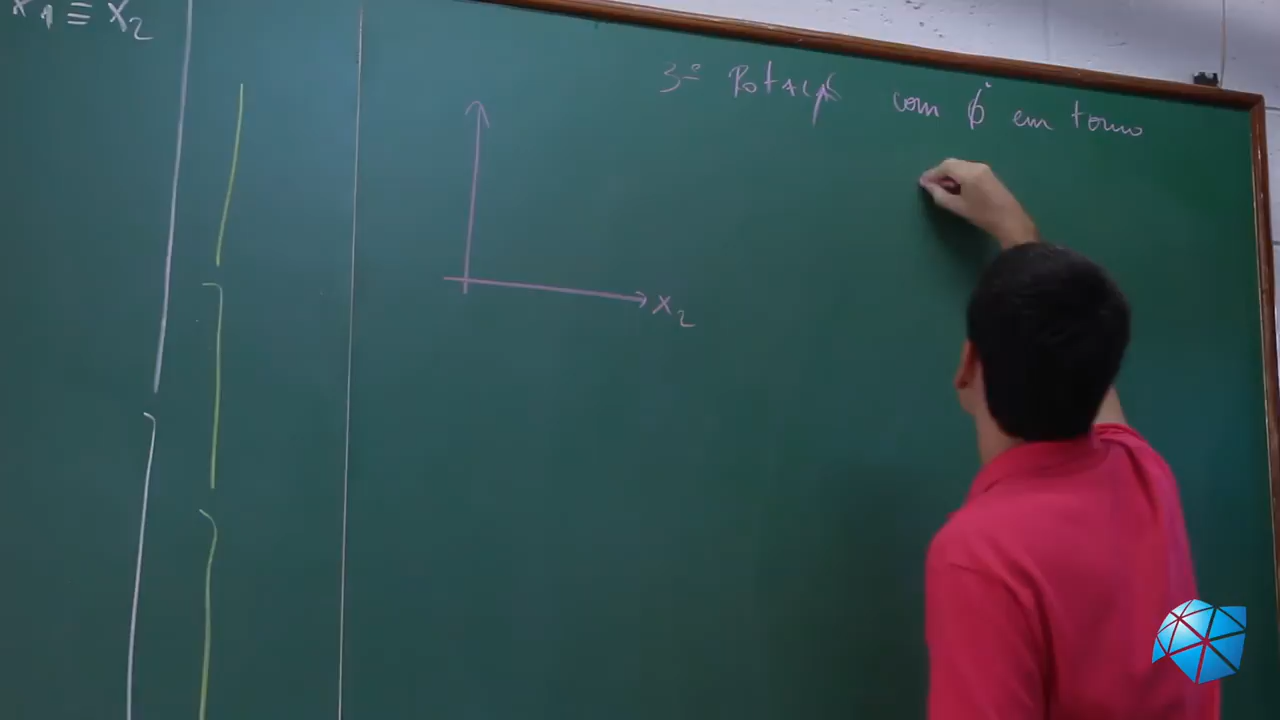 x₁ ≡ x₂
3º Rotação com ϕ̇ em torno
x₂